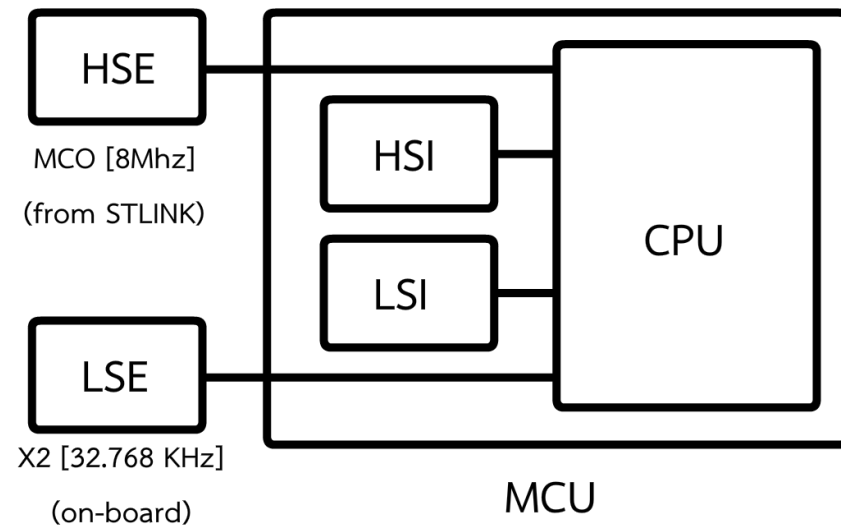 HSE
MCO [8Mhz]
(from STLINK)
HSI
LSI
CPU
LSE
X2 [32.768 KHz]
(on-board)
MCU